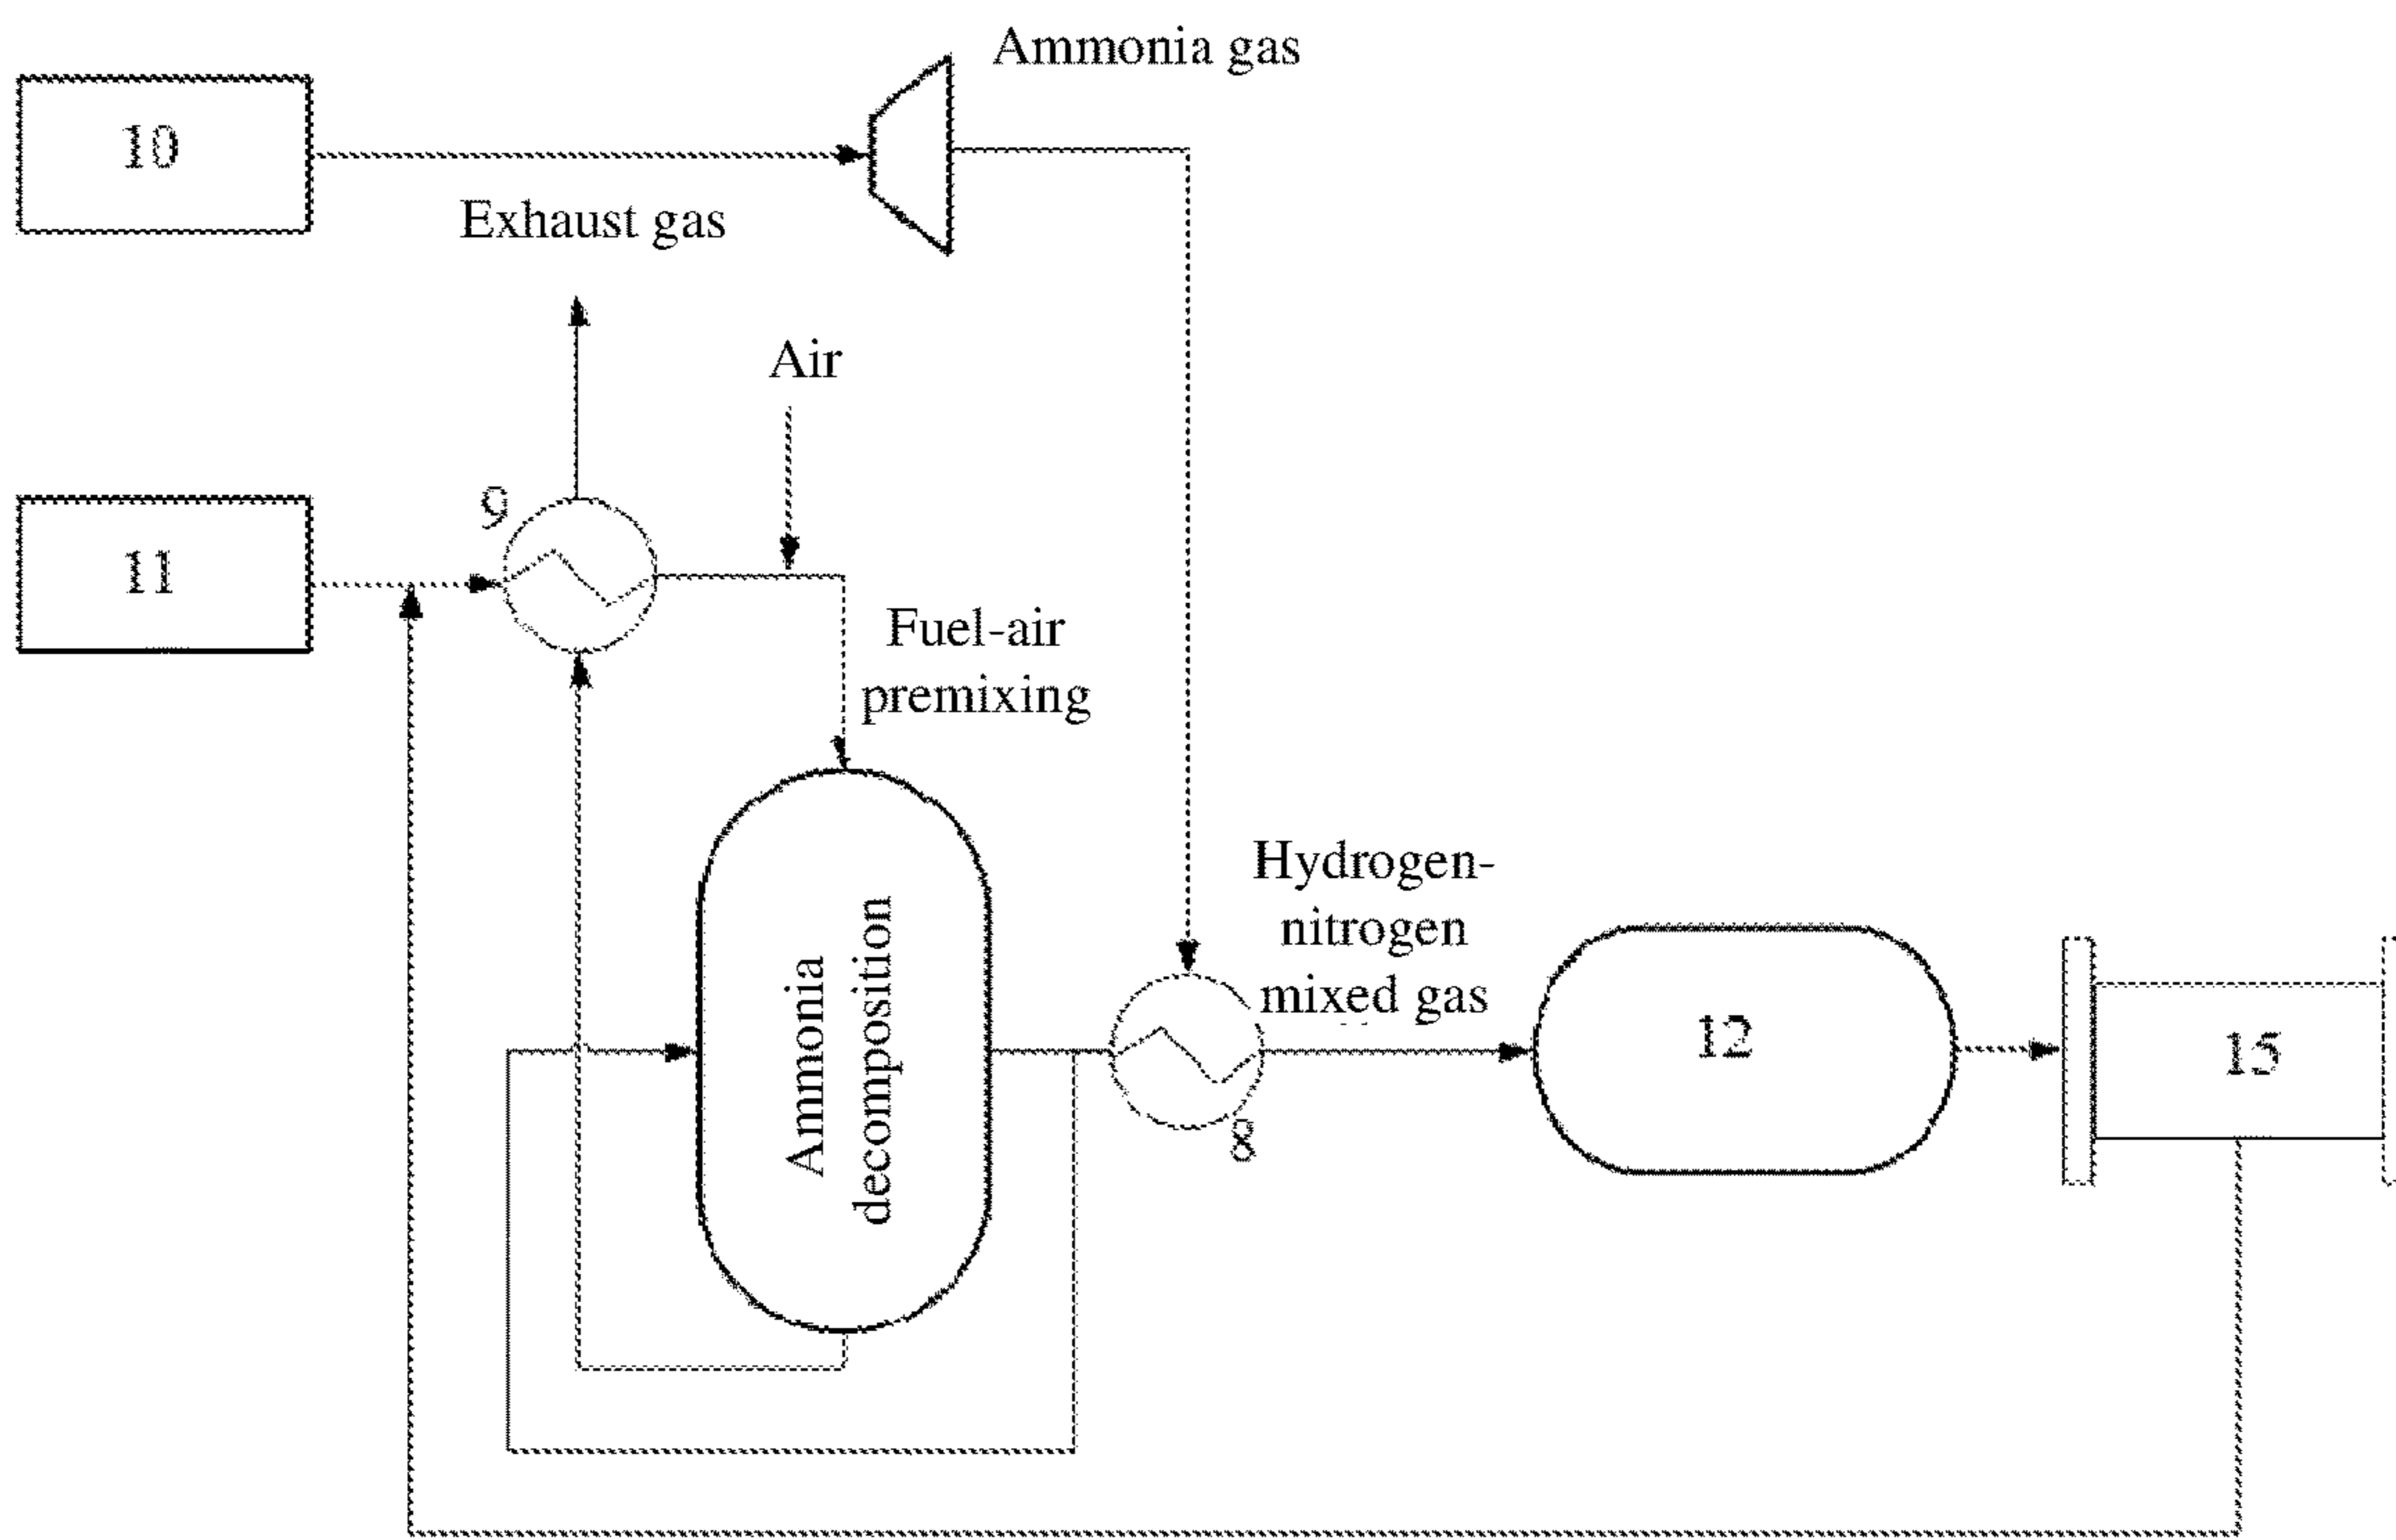 Ammonia gas
10
Exhaust gas
Air
9
11
Fuel-air
premixing
Hydrogen-
nitrogen
mixed gas
Ammonia
decomposition
12
15
8